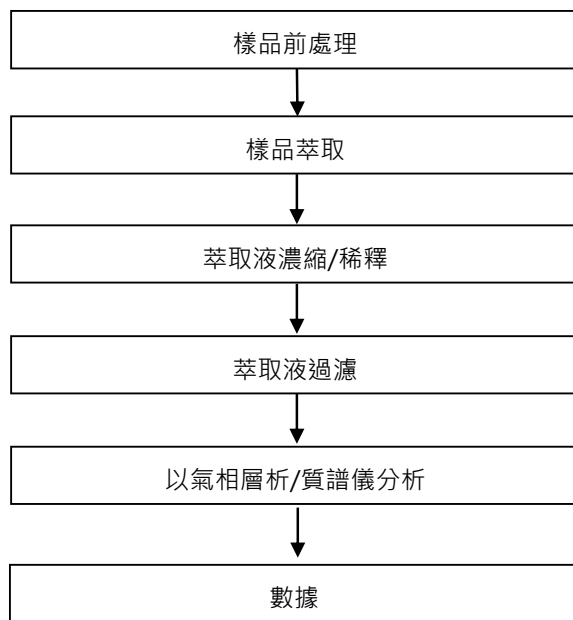 樣品前處理
樣品萃取
萃取液濃縮/稀釋
萃取液過濾
以氣相層析/質譜儀分析
數據